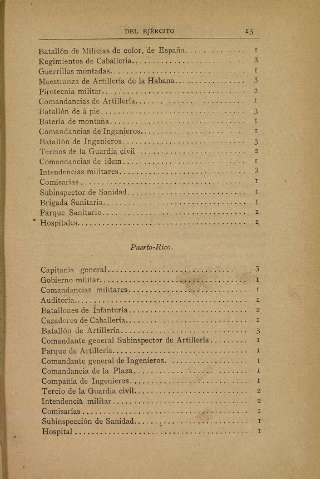 DEL EJÉRCITO 15
Batallón de Milicias de color, de España. 1
Regimientos de Caballería. 3
Guerrillas montadas. 1
Maestranza de Artillería de la Habana. 3
Pirotecnia militar. 2
Comandancias de Artillería. 1
Batallón de á pie. 3
Batería de montaña. 1
Comandancias de Ingenieros. 1
Batallón de Ingenieros. 3
Tercios de la Guardia civil. 2
Comandancias de ídem. 1
Intendencias militares. 2
Comisarías. 1
Subinspector de Sanidad. 1
Brigada Sanitaria. 1
Parque Sanitario. 1
Hospitales. 1
Puerto-Rico.
Capitanía general. 3
Gobierno militar. 1
Comandancias militares. 1
Auditoría. 1
Batallones de Infantería. 2
Cazadores de Caballería. 1
Batallón de Artillería. 3
Comandante general Subinspector de Artillería. 1
Parque de Artillería. 1
Comandante general de Ingenieros. 1
Comandancia de la Plaza. 1
Compañía de Ingenieros. 1
Tercio de la Guardia civil. 2
Intendencia militar. 2
Comisarías. 1
Subinspección de Sanidad. 1
Hospital. 1